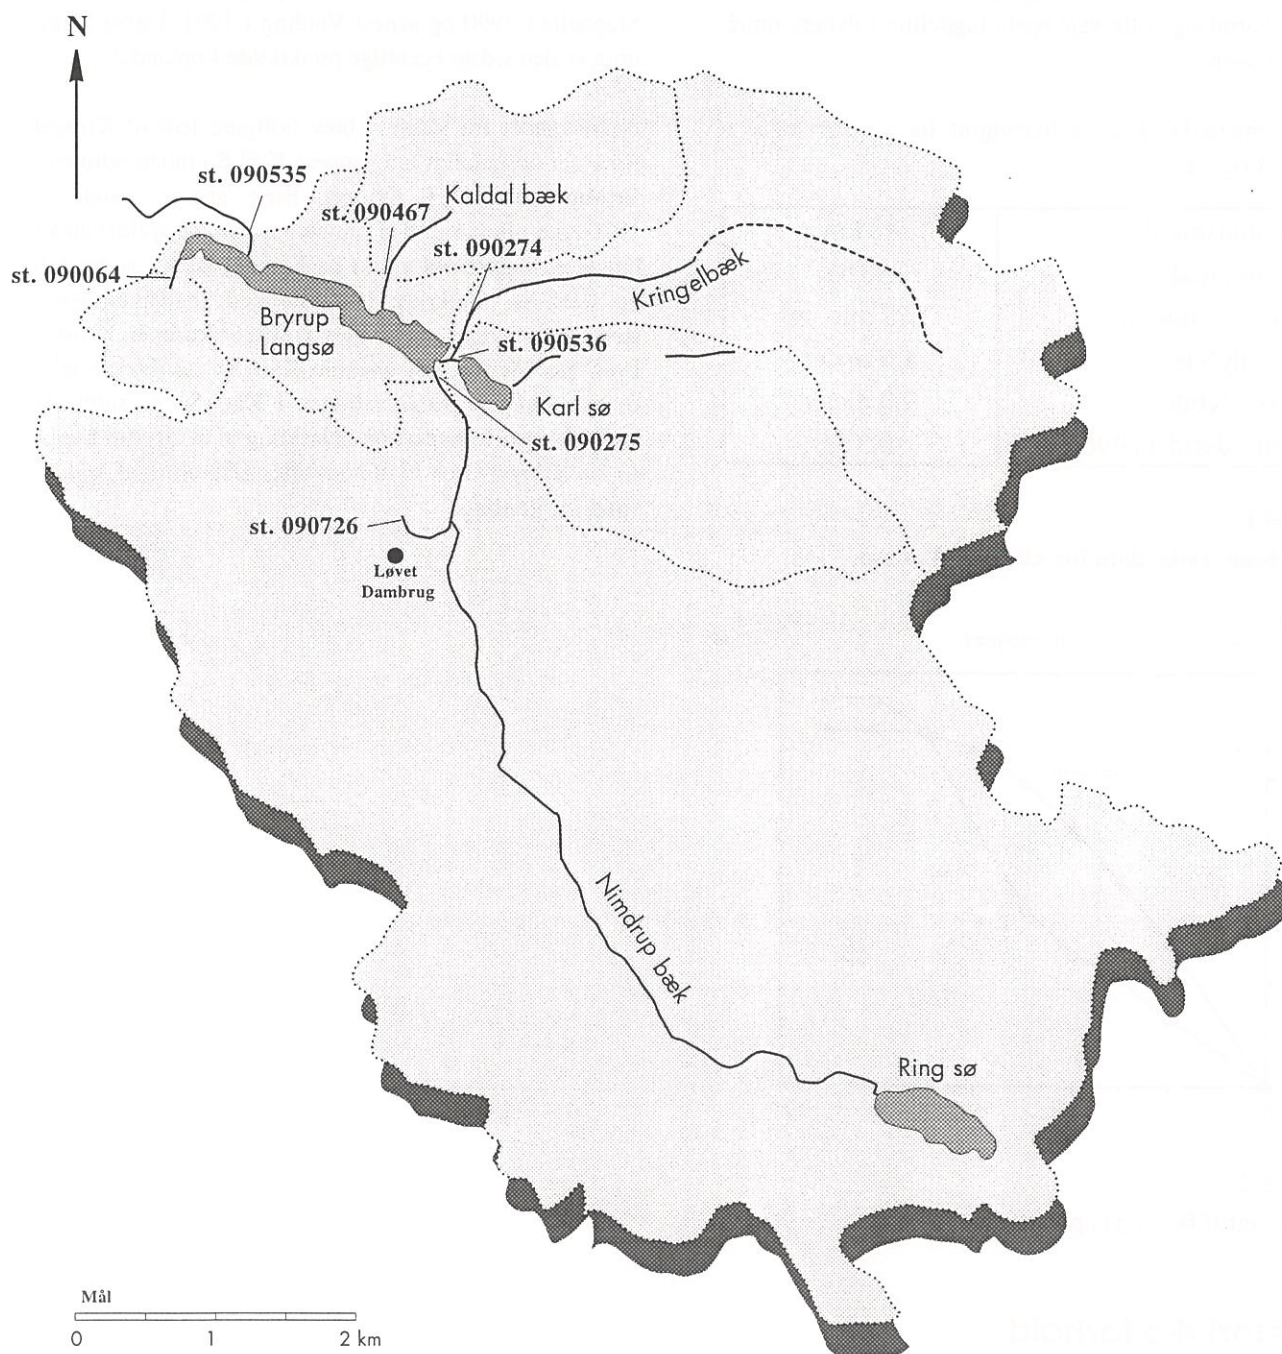 N
st. 090535
st. 090467
Kaldal bæk
st. 090274
st. 090064
Kringelbæk
Bryrup
Langsø
st. 090536
Karl sø
st. 090275
st. 090726
Løvet
Dambrug
Nimdrup bæk
Ring sø
Mål
0 1 2 km